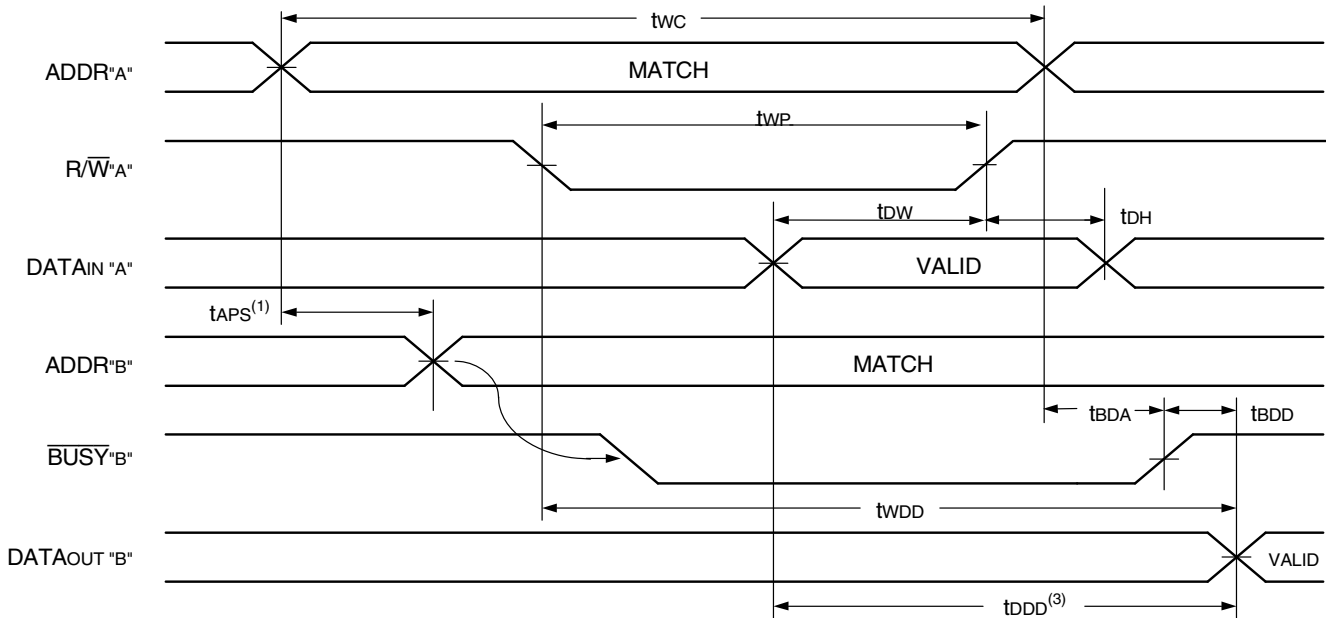 tWC
ADDR"A"
MATCH
tWP
R/W"A"
tDW
tDH
DATAIN "A"
VALID
tAPS(1)
ADDR"B"
MATCH
tBDA
tBDD
BUSY"B"
tWDD
DATAOUT "B"
VALID
tDDD(3)